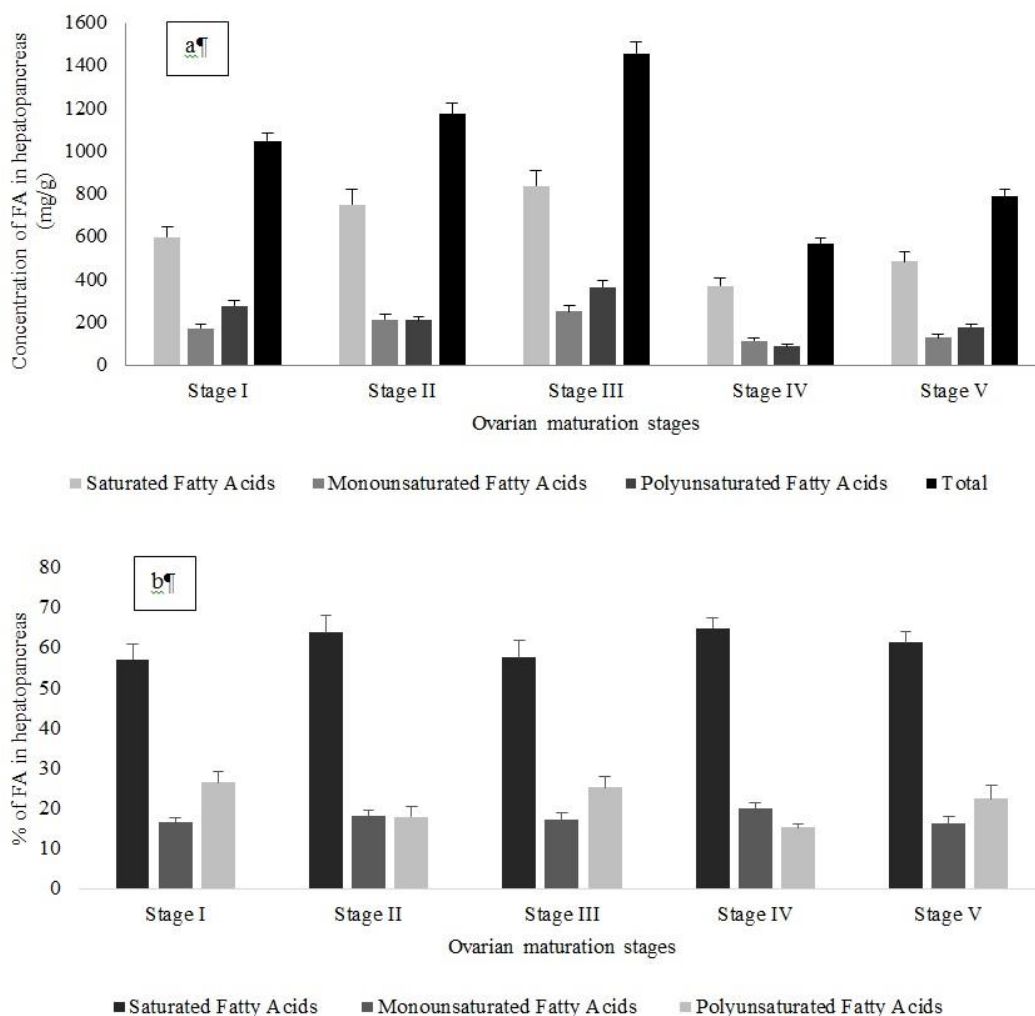 a¶
1600
1400
1200
1000
800
600
400
200
0
Concentration of FA in hepatopancreas
(mg/g)
Stage I Stage II Stage III Stage IV Stage V
Ovarian maturation stages
Saturated Fatty Acids Monounsaturated Fatty Acids Polyunsaturated Fatty Acids Total
b¶
80
70
60
50
40
30
20
10
0
% of FA in hepatopancreas
Stage I Stage II Stage III Stage IV Stage V
Ovarian maturation stages
Saturated Fatty Acids Monounsaturated Fatty Acids Polyunsaturated Fatty Acids